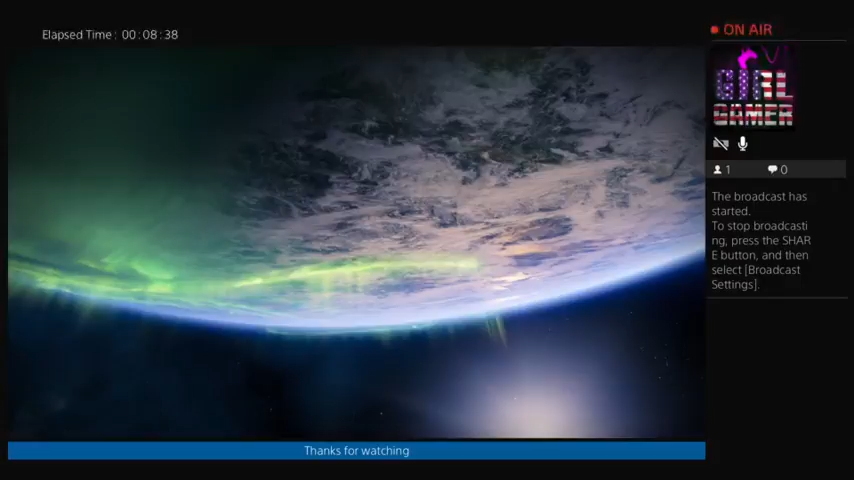 Elapsed Time : 00:08:38
ON AIR
GIRL
GAMER
1 0
The broadcast has
started.
To stop broadcasti
ng, press the SHAR
E button, and then
select [Broadcast
Settings].
Thanks for watching